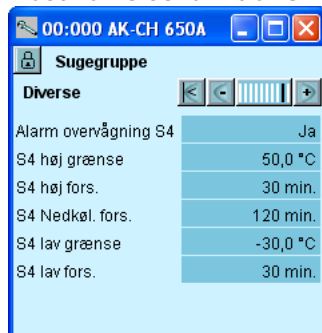 00:000 AK-CH 650A
Sugegruppe
Diverse
Alarm overvågning S4 Ja
S4 høj grænse 50,0 °C
S4 høj fors. 30 min.
S4 Nedkøl. fors. 120 min.
S4 lav grænse -30,0 °C
S4 lav fors. 30 min.